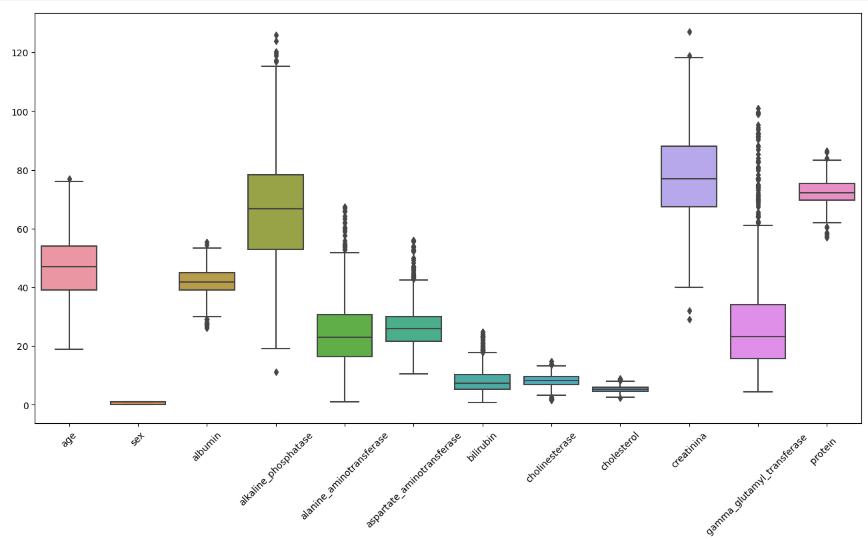 120
100
80
60
40
20
0
age
sex
albumin
alkaline_phosphatase
alanine_aminotransferase
aspartate_aminotransferase
bilirubin
cholinesterase
cholesterol
creatinina
gamma_glutamyl_transferase
protein